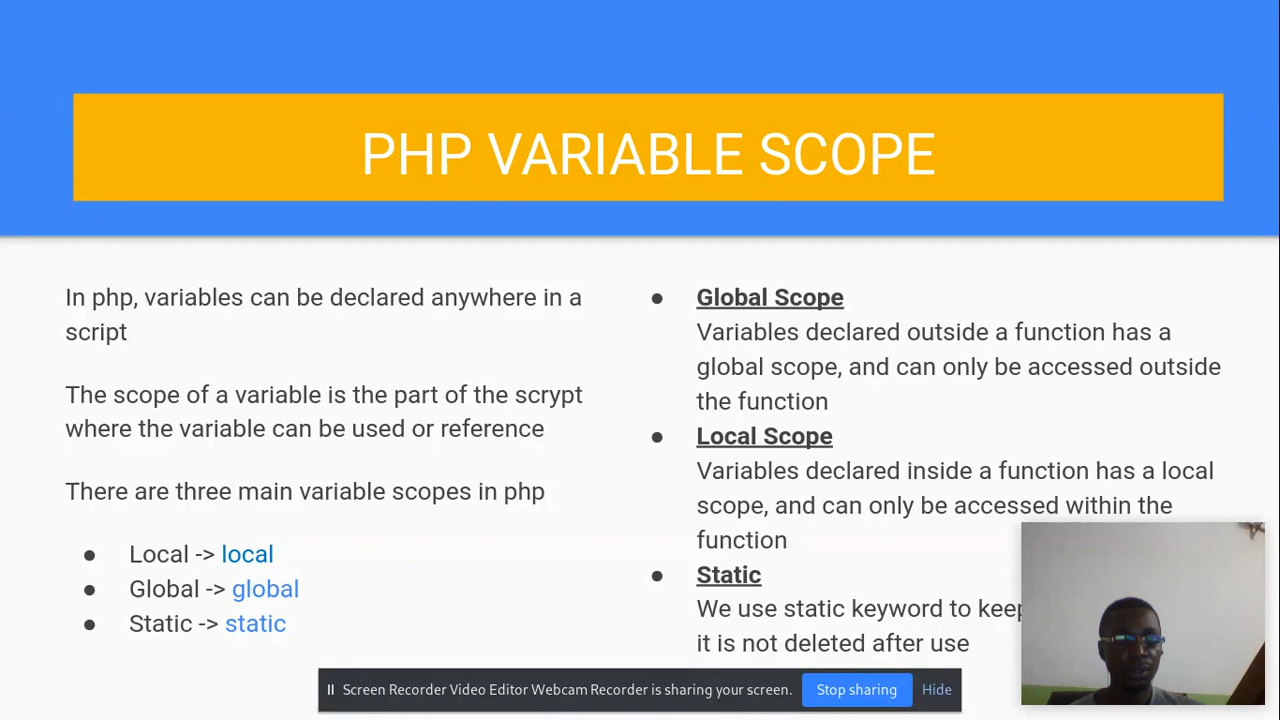 PHP VARIABLE SCOPE
In php, variables can be declared anywhere in a
script
The scope of a variable is the part of the scrypt
where the variable can be used or reference
There are three main variable scopes in php
● Local -> local
● Global -> global
● Static -> static
● Global Scope
Variables declared outside a function has a
global scope, and can only be accessed outside
the function
● Local Scope
Variables declared inside a function has a local
scope, and can only be accessed within the
function
● Static
We use static keyword to keep
it is not deleted after use
Screen Recorder Video Editor Webcam Recorder is sharing your screen. Stop sharing Hide